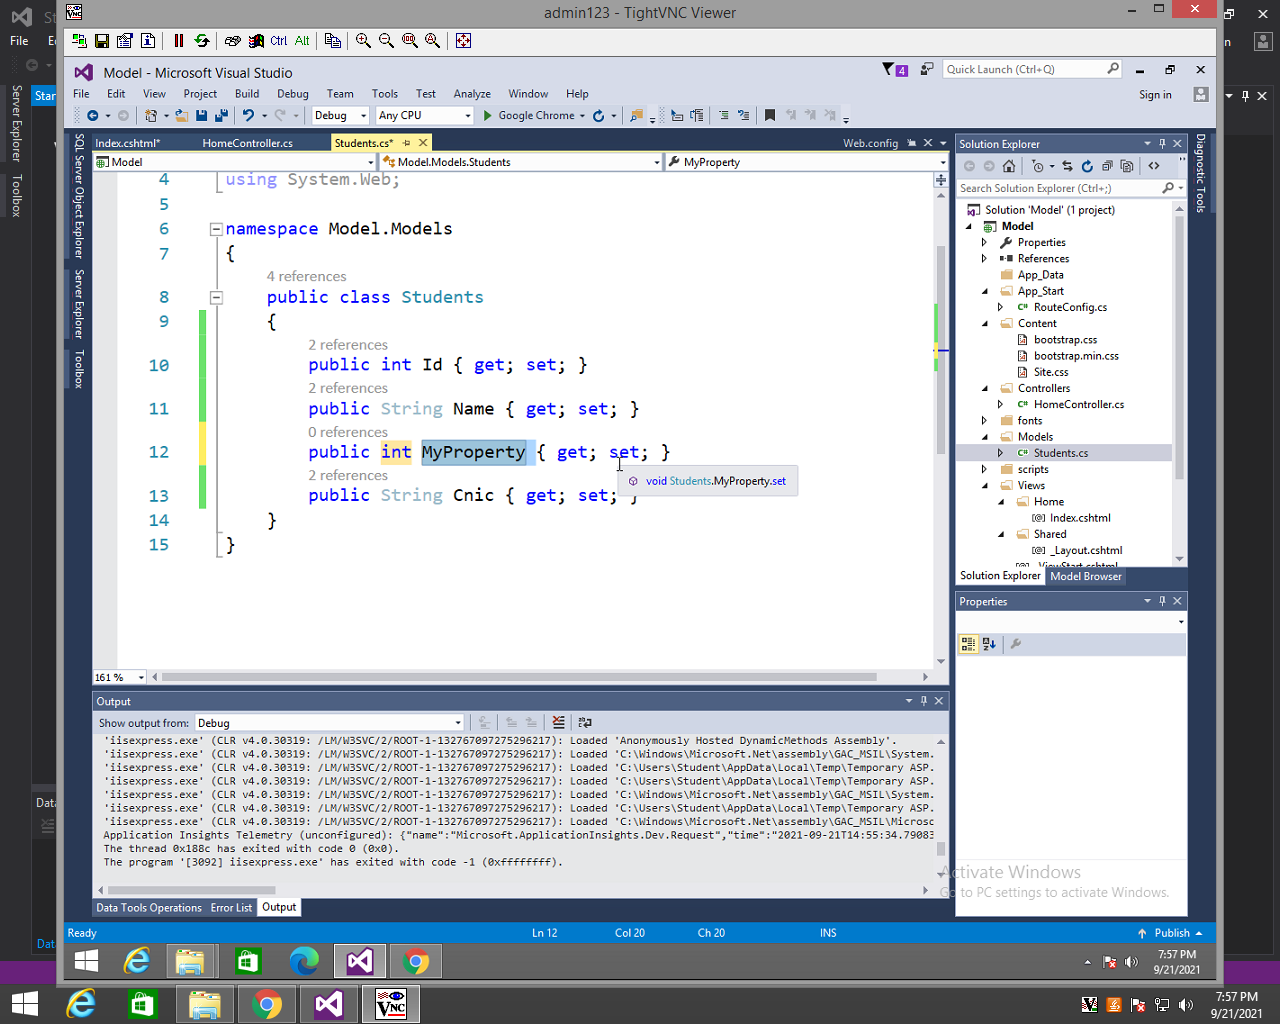 admin123 - TightVNC Viewer
File
Ctrl Alt
Model - Microsoft Visual Studio
4
Quick Launch (Ctrl+Q)
File Edit View Project Build Debug Team Tools Test Analyze Window Help
Sign in
Debug Any CPU Google Chrome
Server Explorer
Toolbox
SQL Server Object Explorer
Server Explorer
Toolbox
Index.cshtml* HomeController.cs Students.cs* Web.config
Model Model.Models.Students MyProperty
4 using System.Web;
5
6 namespace Model.Models
7 {
4 references
8 public class Students
9 {
2 references
10 public int Id { get; set; }
2 references
11 public String Name { get; set; }
0 references
12 public int MyProperty { get; set; }
2 references
void Students.MyProperty.set
13 public String Cnic { get; set; }
14 }
15 }
161 %
Solution Explorer
Search Solution Explorer (Ctrl+;)
Solution 'Model' (1 project)
Model
Properties
References
App_Data
App_Start
RouteConfig.cs
Content
bootstrap.css
bootstrap.min.css
Site.css
Controllers
HomeController.cs
fonts
Models
Students.cs
scripts
Views
Home
Index.cshtml
Shared
_Layout.cshtml
_ViewStart.cshtml
Solution Explorer Model Browser
Diagnostic Tools
Properties
Output
Show output from: Debug
'iisexpress.exe' (CLR v4.0.30319: /LM/W3SVC/2/ROOT-1-132767097275296217): Loaded 'Anonymously Hosted DynamicMethods Assembly'.
'iisexpress.exe' (CLR v4.0.30319: /LM/W3SVC/2/ROOT-1-132767097275296217): Loaded 'C:\Windows\Microsoft.Net\assembly\GAC_MSIL\System.
'iisexpress.exe' (CLR v4.0.30319: /LM/W3SVC/2/ROOT-1-132767097275296217): Loaded 'C:\Users\Student\AppData\Local\Temp\Temporary ASP.
'iisexpress.exe' (CLR v4.0.30319: /LM/W3SVC/2/ROOT-1-132767097275296217): Loaded 'C:\Users\Student\AppData\Local\Temp\Temporary ASP.
'iisexpress.exe' (CLR v4.0.30319: /LM/W3SVC/2/ROOT-1-132767097275296217): Loaded 'C:\Windows\Microsoft.Net\assembly\GAC_MSIL\System.
'iisexpress.exe' (CLR v4.0.30319: /LM/W3SVC/2/ROOT-1-132767097275296217): Loaded 'C:\Users\Student\AppData\Local\Temp\Temporary ASP.
'iisexpress.exe' (CLR v4.0.30319: /LM/W3SVC/2/ROOT-1-132767097275296217): Loaded 'C:\Windows\Microsoft.Net\assembly\GAC_MSIL\Microsc
Application Insights Telemetry (unconfigured): {"name":"Microsoft.ApplicationInsights.Dev.Request","time":"2021-09-21T14:55:34.79083
The thread 0x188c has exited with code 0 (0x0).
The program '[3092] iisexpress.exe' has exited with code -1 (0xffffffff).
Activate Windows
Go to PC settings to activate Windows.
Data Tools Operations Error List Output
Ready Ln 12 Col 20 Ch 20 INS Publish
7:57 PM
9/21/2021
7:57 PM
9/21/2021